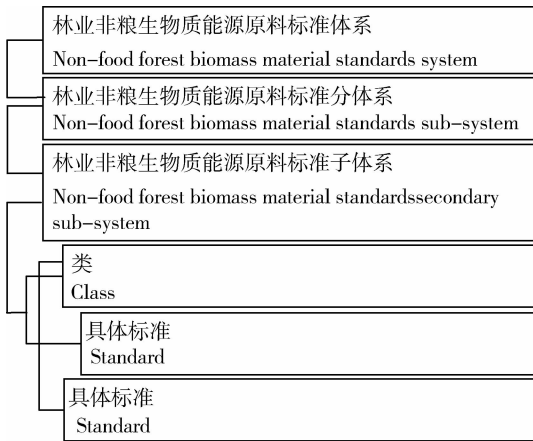 林业非粮生物质能源原料标准体系
Non-food forest biomass material standards system
林业非粮生物质能源原料标准分体系
Non-food forest biomass material standards sub-system
林业非粮生物质能源原料标准子体系
Non-food forest biomass material standardssecondary
sub-system
类
Class
具体标准
Standard
具体标准
Standard